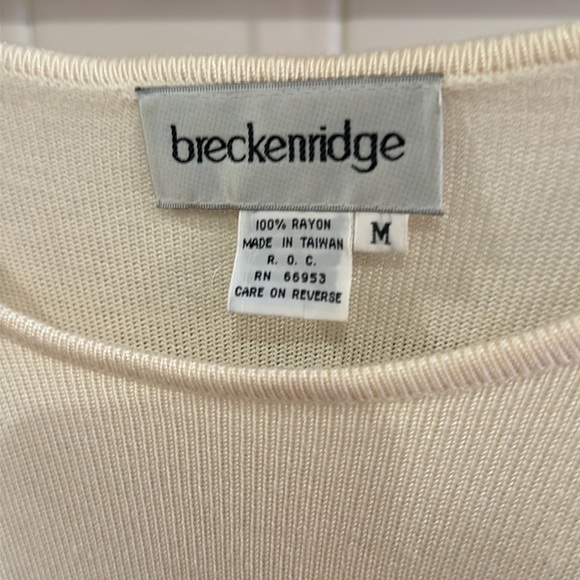 breckenridge
100% RAYON
MADE IN TAIWAN
R. O. C.
RN 66953
CARE ON REVERSE
M